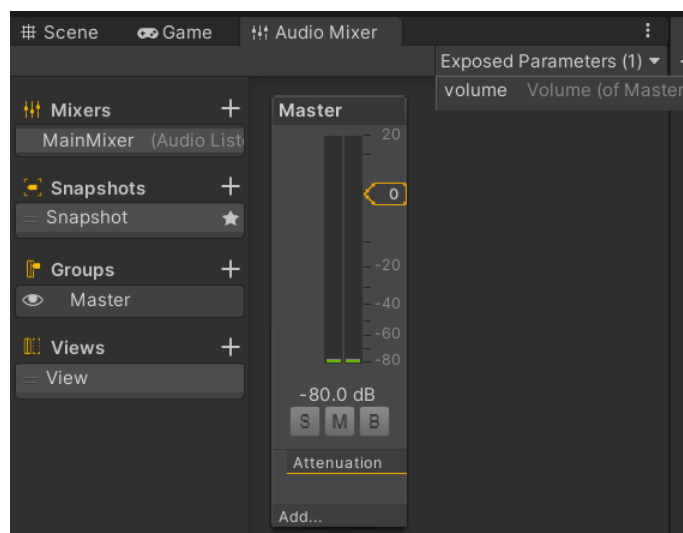 Scene Game Audio Mixer
Exposed Parameters (1)
volume Volume (of Master
Mixers
MainMixer (Audio List
Snapshots
Snapshot
Groups
Master
Views
View
Master
20
0
-20
-40
-60
-80
-80.0 dB
S M B
Attenuation
Add...